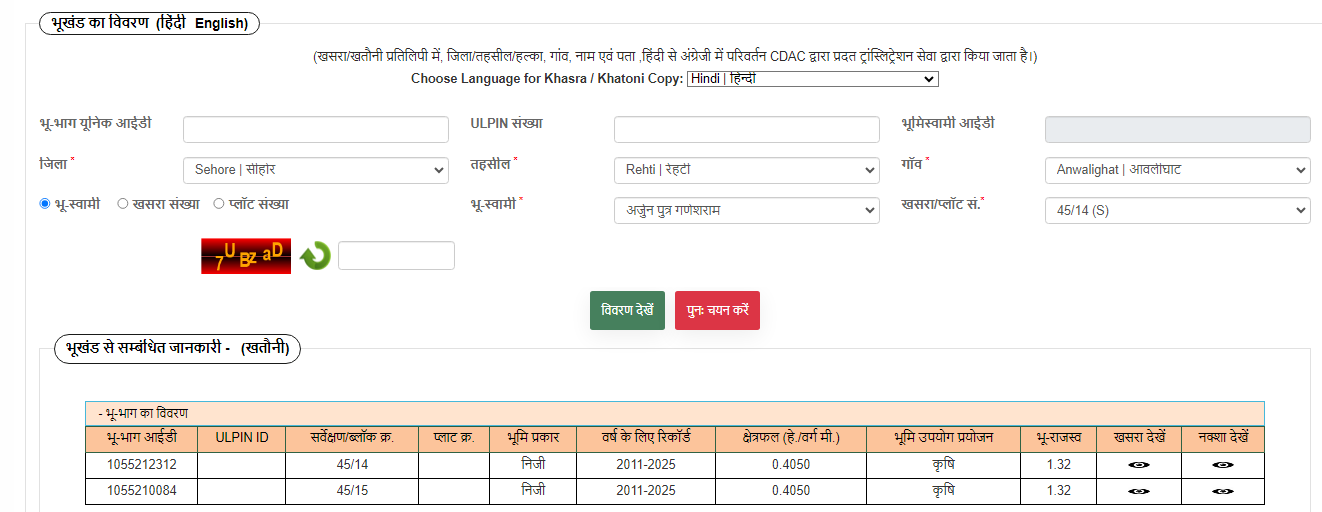 भूखंड का विवरण (हिंदी English)
(खसरा/खतौनी प्रतिलिपी में, जिला/तहसील/हल्का, गांव, नाम एवं पता ,हिंदी से अंग्रेजी में परिवर्तन CDAC द्वारा प्रदत ट्रांस्लिट्रेशन सेवा द्वारा किया जाता है।)
Choose Language for Khasra / Khatoni Copy: Hindi | हिन्दी
भू-भाग यूनिक आईडी ULPIN संख्या भूमिस्वामी आईडी
जिला * Sehore | सीहोर तहसील * Rehti | रेहटी गाँव * Anwalighat | आवलीघाट
भू-स्वामी खसरा संख्या प्लॉट संख्या भू-स्वामी * अर्जुन पुत्र गणेशराम खसरा/प्लॉट सं.* 45/14 (S)
7UBzaD
विवरण देखें पुनः चयन करें
भूखंड से सम्बंधित जानकारी - (खतौनी)
- भू-भाग का विवरण
भू-भाग आईडी ULPIN ID सर्वेक्षण/ब्लॉक क्र. प्लाट क्र. भूमि प्रकार वर्ष के लिए रिकॉर्ड क्षेत्रफल (हे./वर्ग मी.) भूमि उपयोग प्रयोजन भू-राजस्व खसरा देखें नक्शा देखें
1055212312 45/14 निजी 2011-2025 0.4050 कृषि 1.32
1055210084 45/15 निजी 2011-2025 0.4050 कृषि 1.32